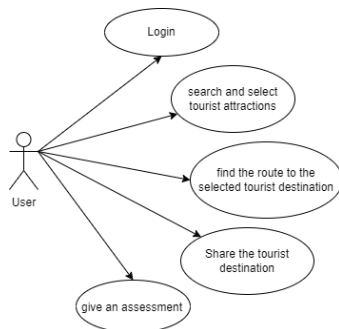 Login
search and select
tourist attractions
find the route to the
selected tourist destination
User
Share the tourist
destination
give an assessment